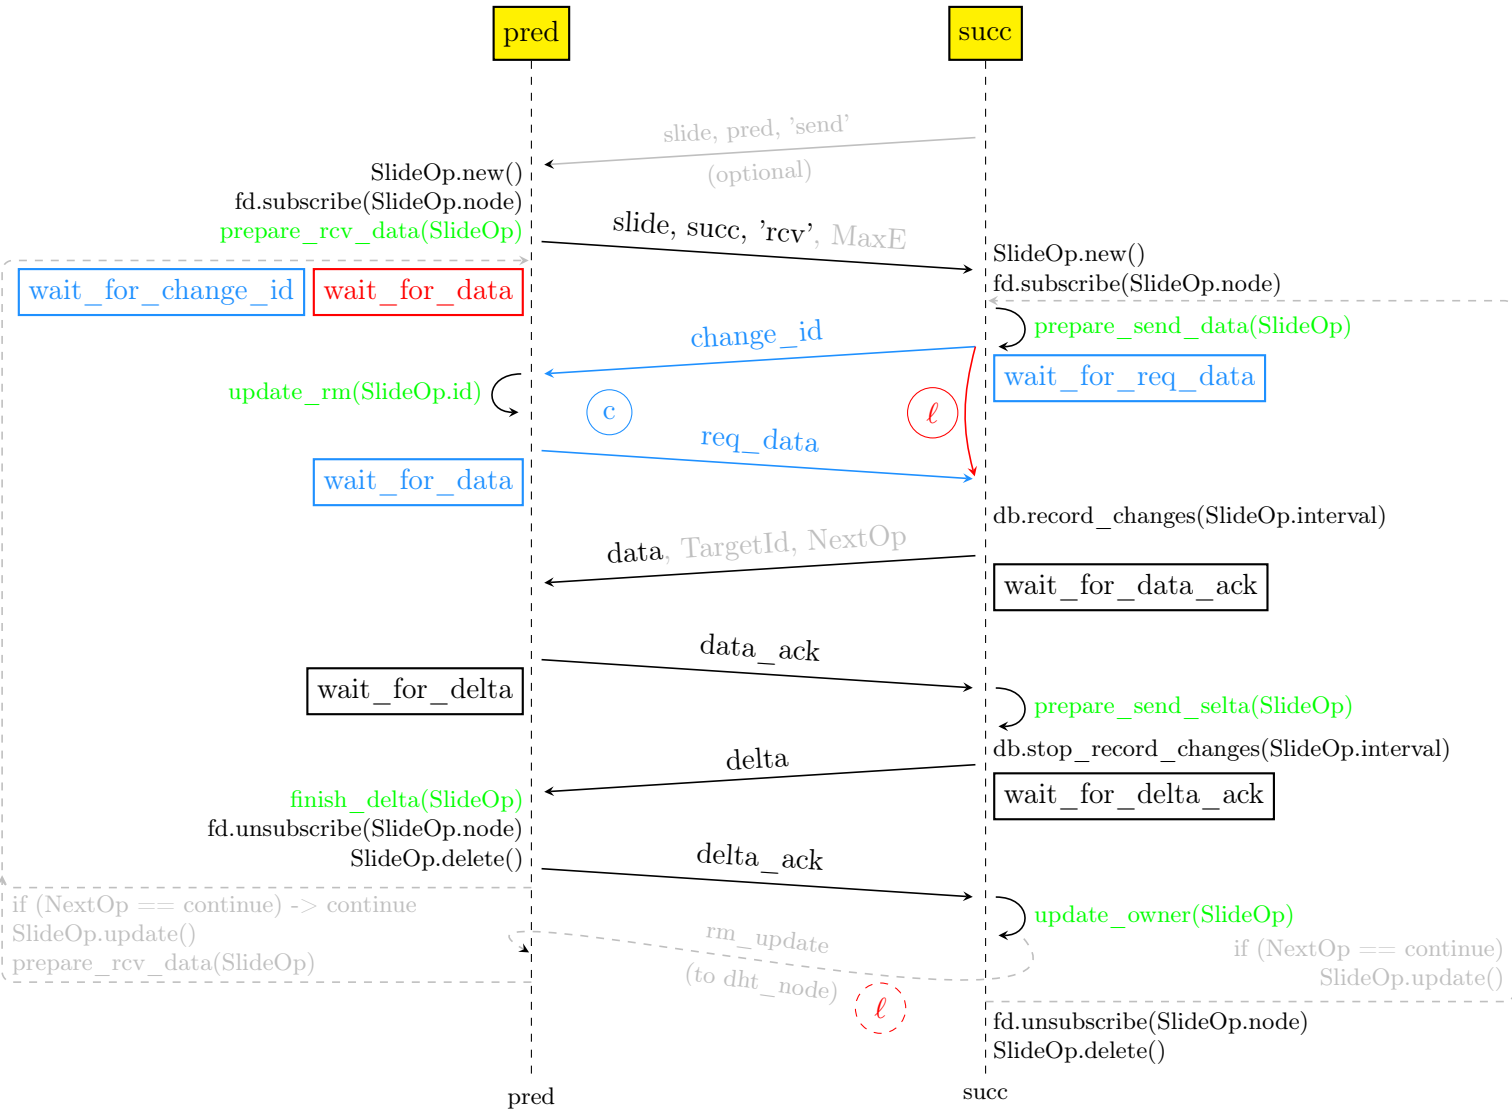 pred
succ
slide, pred, 'send'
(optional)
SlideOp.new()
fd.subscribe(SlideOp.node)
prepare_rcv_data(SlideOp)
slide, succ, 'rcv', MaxE
SlideOp.new()
fd.subscribe(SlideOp.node)
wait_for_change_id
wait_for_data
prepare_send_data(SlideOp)
change_id
wait_for_req_data
update_rm(SlideOp.id)
c
ℓ
req_data
wait_for_data
db.record_changes(SlideOp.interval)
data, TargetId, NextOp
wait_for_data_ack
data_ack
wait_for_delta
prepare_send_selta(SlideOp)
db.stop_record_changes(SlideOp.interval)
delta
wait_for_delta_ack
finish_delta(SlideOp)
fd.unsubscribe(SlideOp.node)
SlideOp.delete()
delta_ack
update_owner(SlideOp)
if (NextOp == continue) -> continue
SlideOp.update()
prepare_rcv_data(SlideOp)
rm_update
(to dht_node)
ℓ
if (NextOp == continue)
SlideOp.update()
fd.unsubscribe(SlideOp.node)
SlideOp.delete()
pred
succ